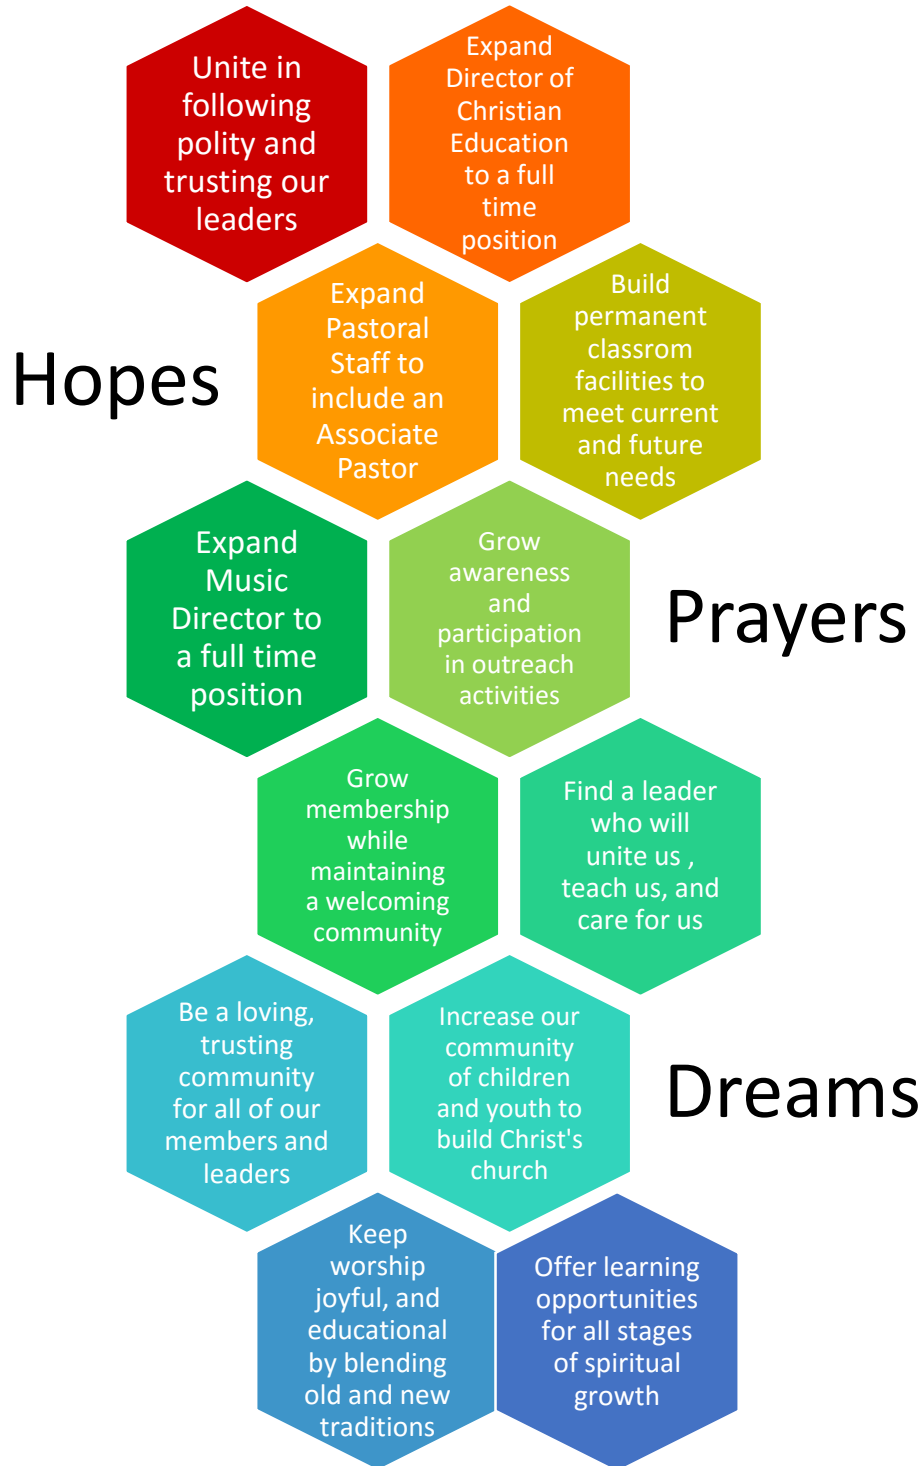 Unite in
following
polity and
trusting our
leaders
Expand
Director of
Christian
Education
to a full
time
position
Hopes
Expand
Pastoral
Staff to
include an
Associate
Pastor
Build
permanent
classrom
facilities to
meet current
and future
needs
Expand
Music
Director to
a full time
position
Grow
awareness
and
participation
in outreach
activities
Prayers
Grow
membership
while
maintaining
a welcoming
community
Find a leader
who will
unite us ,
teach us, and
care for us
Be a loving,
trusting
community
for all of our
members and
leaders
Increase our
community
of children
and youth to
build Christ's
church
Dreams
Keep
worship
joyful, and
educational
by blending
old and new
traditions
Offer learning
opportunities
for all stages
of spiritual
growth